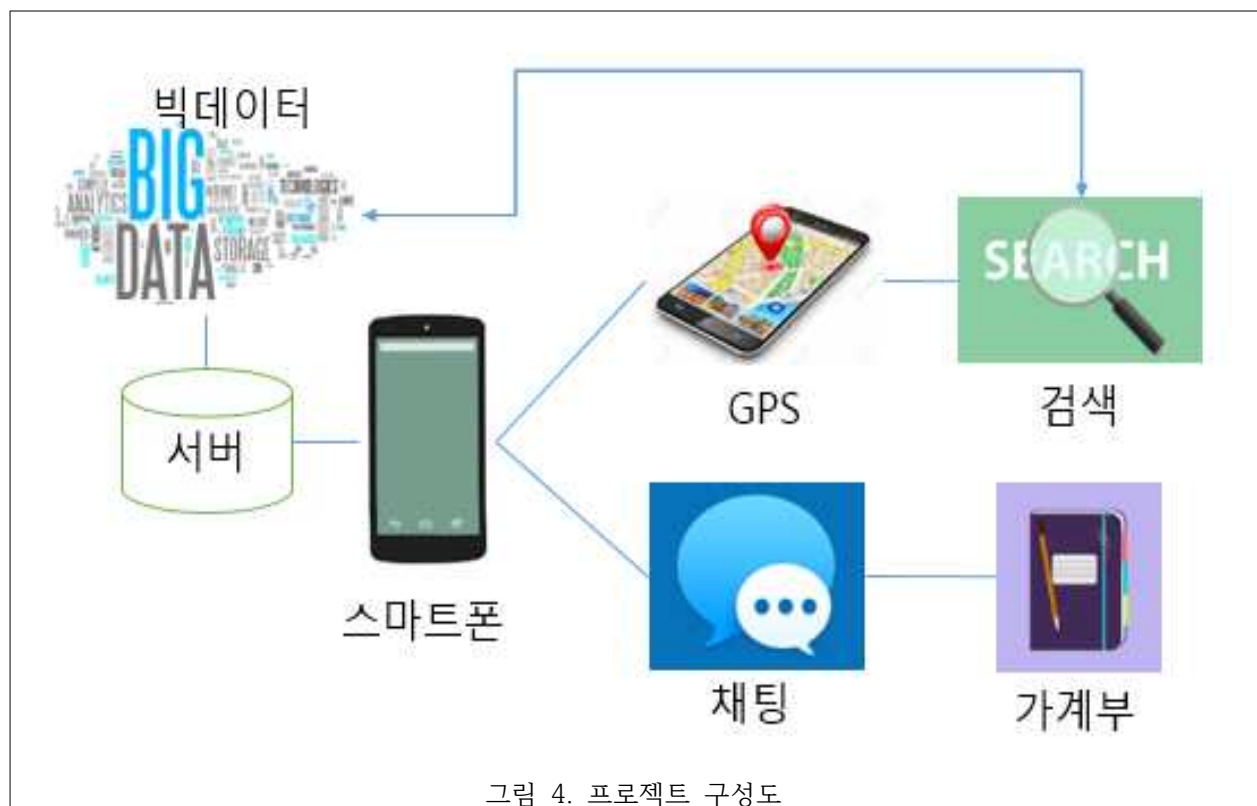 빅데이터
BIG
DATA
ANALYTICS
TECHNOLOGIES
STORAGE
SEARCH
GPS
검색
서버
스마트폰
채팅
가계부
그림 4. 프로젝트 구성도